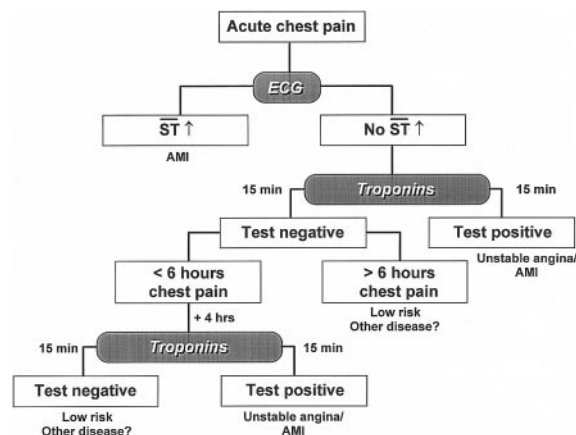 Acute chest pain
ECG
ST ↑
No ST ↑
AMI
15 min
Troponins
15 min
Test negative
Test positive
Unstable angina/
AMI
< 6 hours
chest pain
> 6 hours
chest pain
Low risk
Other disease?
+ 4 hrs
15 min
Troponins
15 min
Test negative
Test positive
Low risk
Other disease?
Unstable angina/
AMI